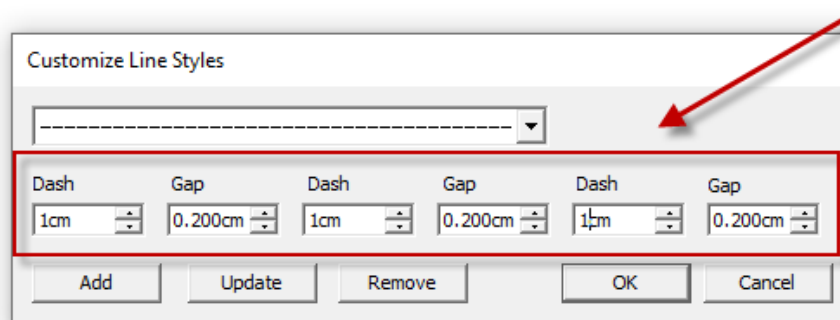 Customize Line Styles
Dash Gap Dash Gap Dash Gap
1cm 0.200cm 1cm 0.200cm 1cm 0.200cm
Add Update Remove OK Cancel